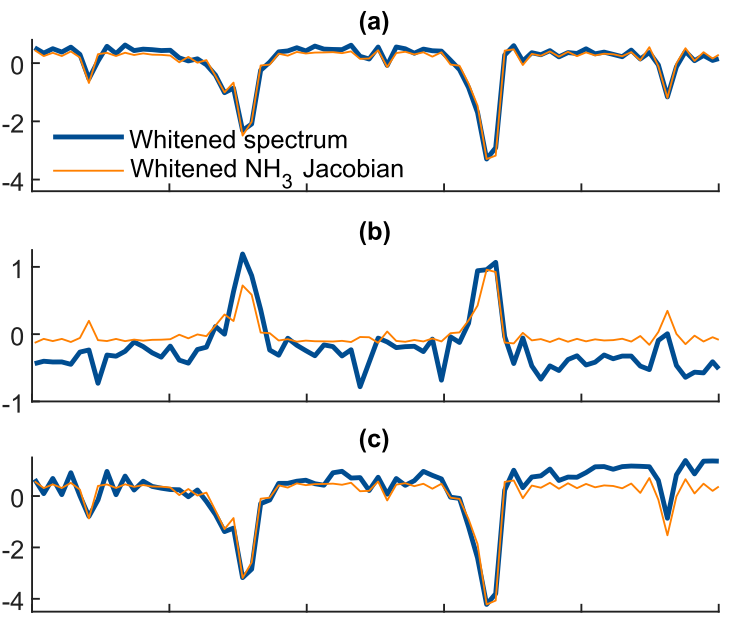 (a)
0
-2
-4
Whitened spectrum
Whitened NH3 Jacobian
(b)
1
0
-1
(c)
0
-2
-4